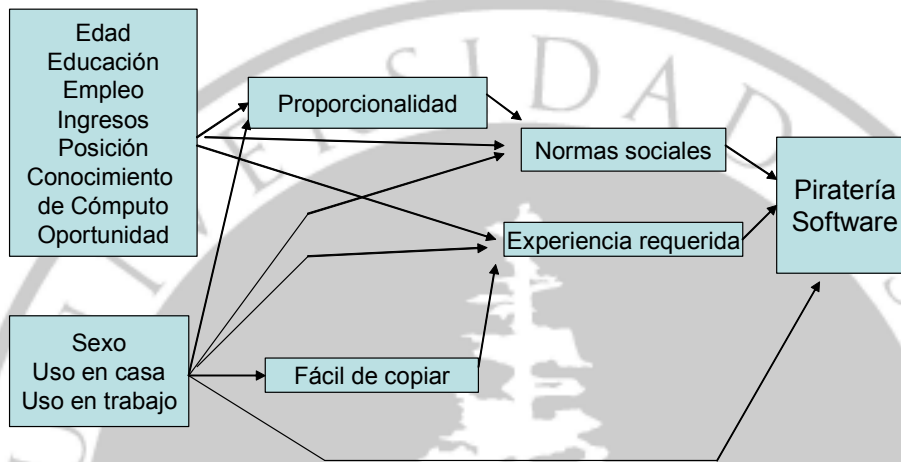 Edad
Educación
Empleo
Ingresos
Posición
Conocimiento
de Cómputo
Oportunidad
Proporcionalidad
Normas sociales
Experiencia requerida
Piratería
Software
Sexo
Uso en casa
Uso en trabajo
Fácil de copiar